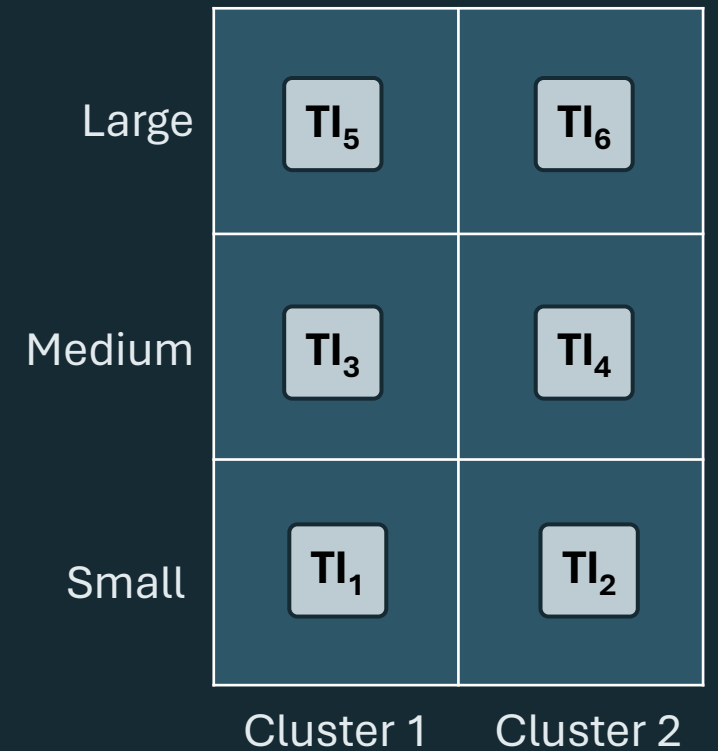 Large TI₅ TI₆
Medium TI₃ TI₄
Small TI₁ TI₂
Cluster 1 Cluster 2